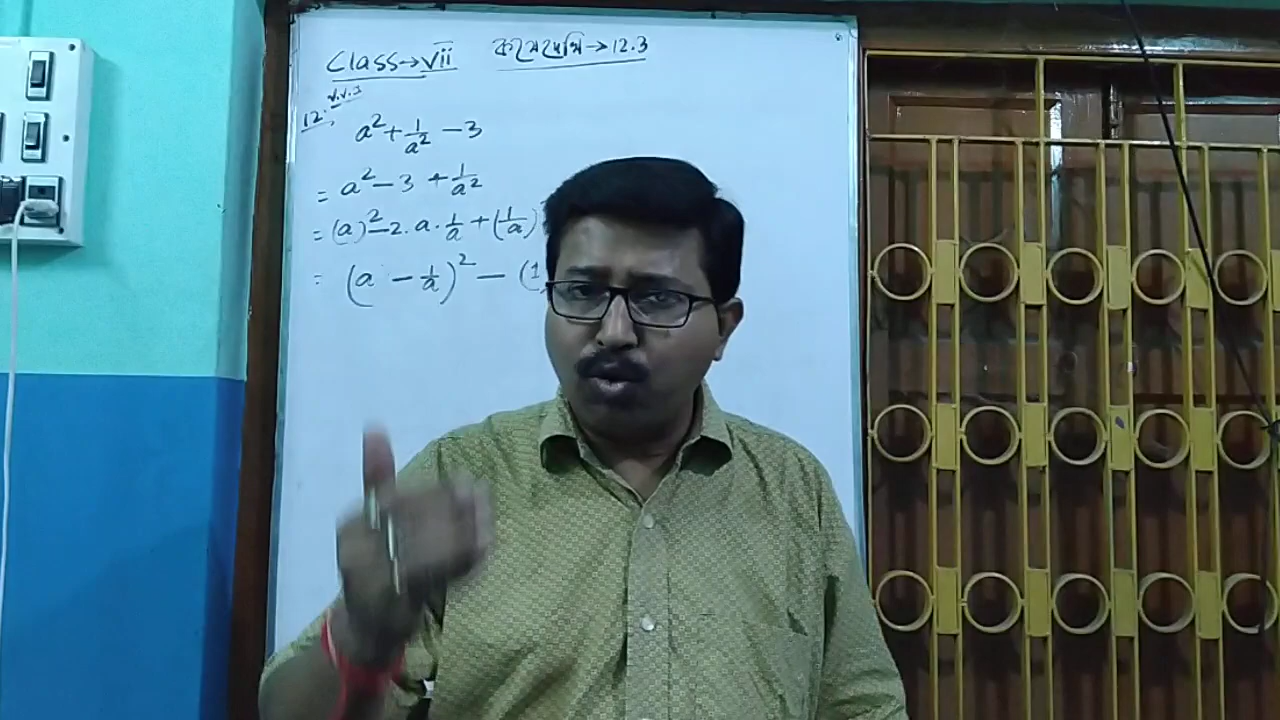 Class→vii কষে দেখি→12.3
v.v.I
12. a² + 1/a² - 3
= a² - 3 + 1/a²
= (a)² - 2. a. 1/a + (1/a)
= (a - 1/a)² - (1